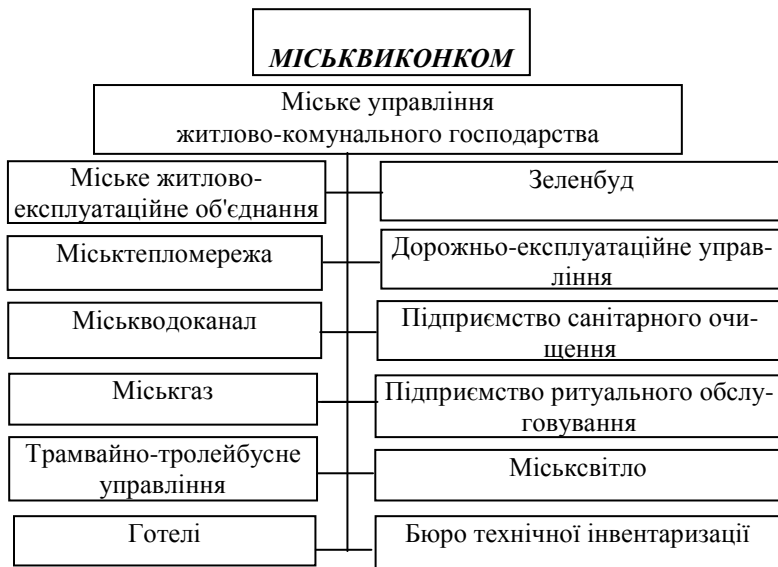 МІСЬКВИКОНКОМ
Міське управління
житлово-комунального господарства
Міське житлово-
експлуатаційне об'єднання
Зеленбуд
Міськтепломережа
Дорожньо-експлуатаційне управ-
ління
Міськводоканал
Підприємство санітарного очи-
щення
Міськгаз
Підприємство ритуального обслу-
говування
Трамвайно-тролейбусне
управління
Міськсвітло
Готелі
Бюро технічної інвентаризації